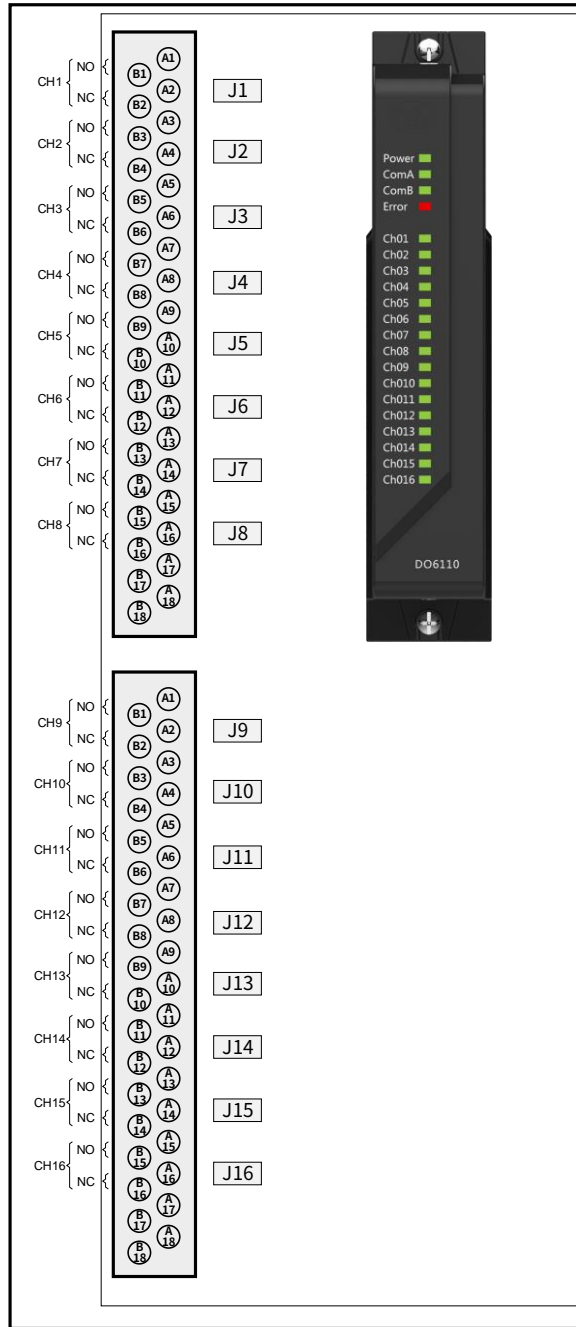 CH1 NO NC
B1 A1
B2 A2
J1
CH2 NO NC
B3 A3
B4 A4
J2
CH3 NO NC
B5 A5
B6 A6
J3
CH4 NO NC
B7 A7
B8 A8
J4
CH5 NO NC
B9 A9
B10 A10
J5
CH6 NO NC
B11 A11
B12 A12
J6
CH7 NO NC
B13 A13
B14 A14
J7
CH8 NO NC
B15 A15
B16 A16
J8
B17 A17
B18 A18
Power
ComA
ComB
Error
Ch01
Ch02
Ch03
Ch04
Ch05
Ch06
Ch07
Ch08
Ch09
Ch010
Ch011
Ch012
Ch013
Ch014
Ch015
Ch016
DO6110
CH9 NO NC
B1 A1
B2 A2
J9
CH10 NO NC
B3 A3
B4 A4
J10
CH11 NO NC
B5 A5
B6 A6
J11
CH12 NO NC
B7 A7
B8 A8
J12
CH13 NO NC
B9 A9
B10 A10
J13
CH14 NO NC
B11 A11
B12 A12
J14
CH15 NO NC
B13 A13
B14 A14
J15
CH16 NO NC
B15 A15
B16 A16
J16
B17 A17
B18 A18